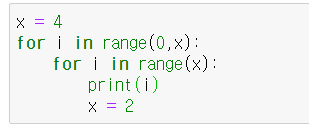 x = 4
for i in range(0,x):
    for i in range(x):
        print(i)
        x = 2